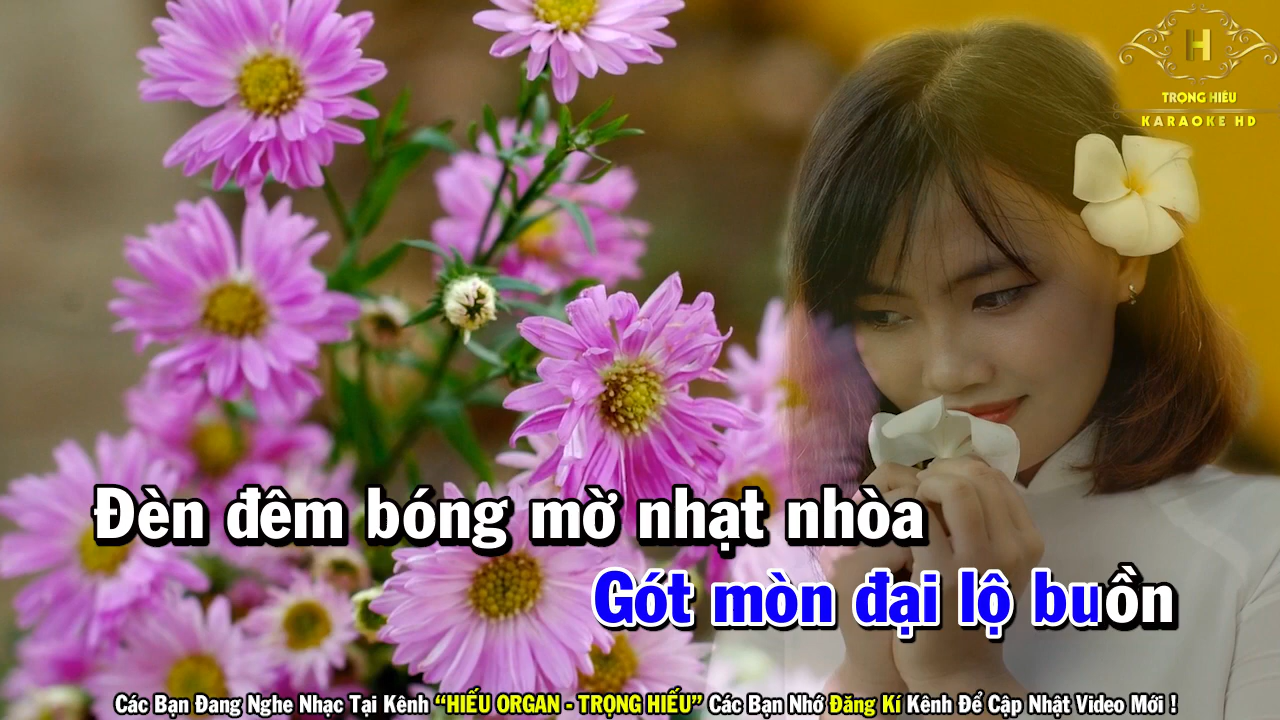 H
TRỌNG HIẾU
KARAOKE HD
Đèn đêm bóng mờ nhạt nhòa
Gót mòn đại lộ buồn
Các Bạn Đang Nghe Nhạc Tại Kênh “HIẾU ORGAN - TRỌNG HIẾU” Các Bạn Nhớ Đăng Kí Kênh Để Cập Nhật Video Mới !